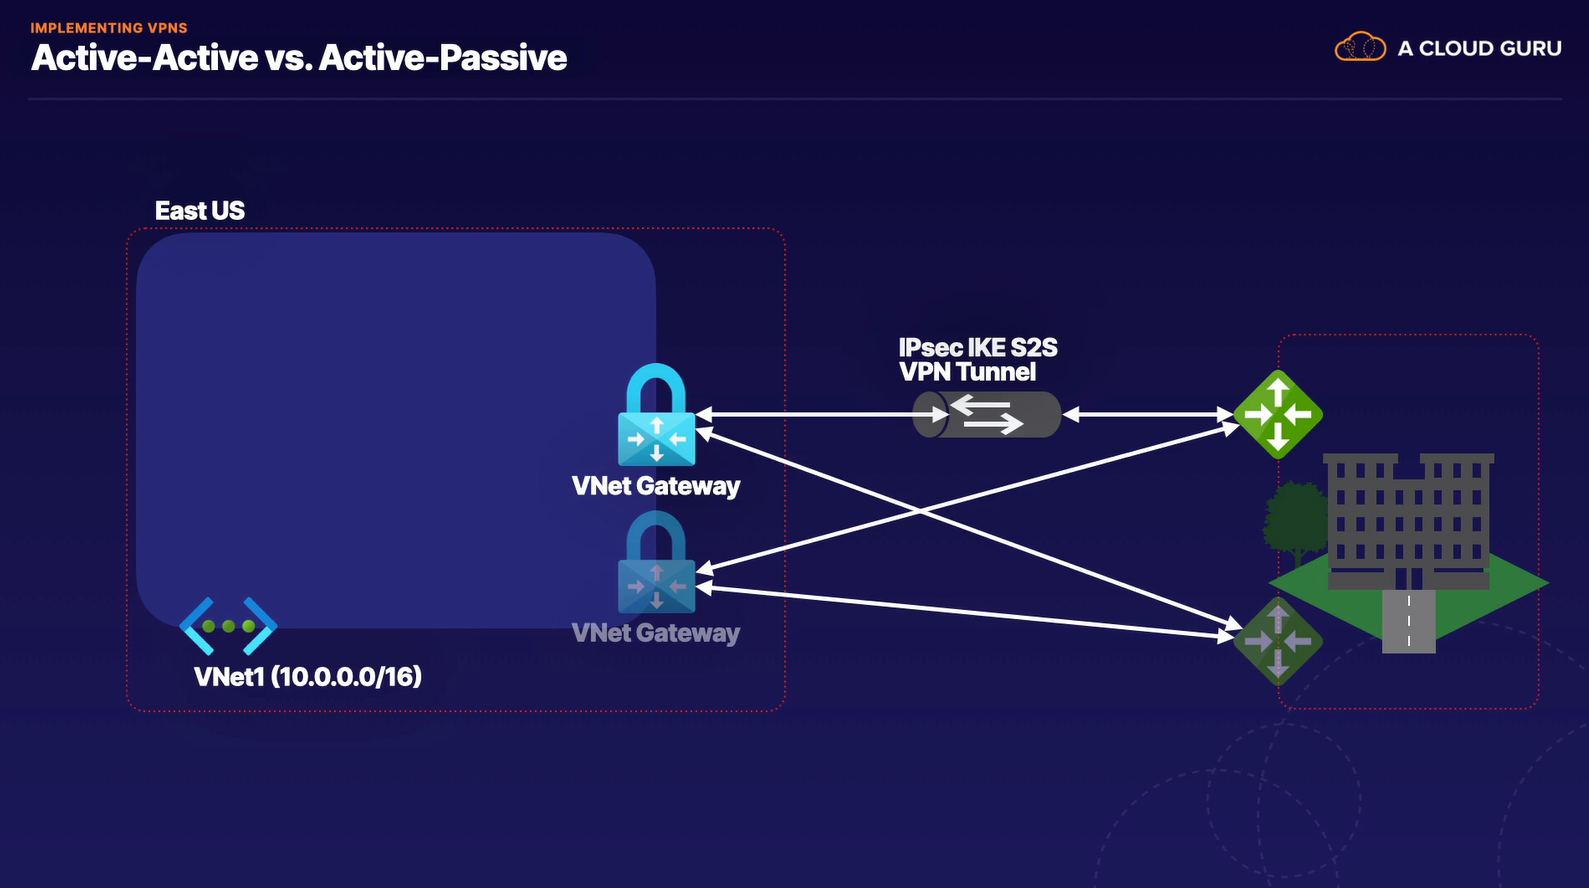 IMPLEMENTING VPNS
Active-Active vs. Active-Passive
A CLOUD GURU
East US
IPsec IKE S2S
VPN Tunnel
VNet Gateway
VNet Gateway
VNet1 (10.0.0.0/16)